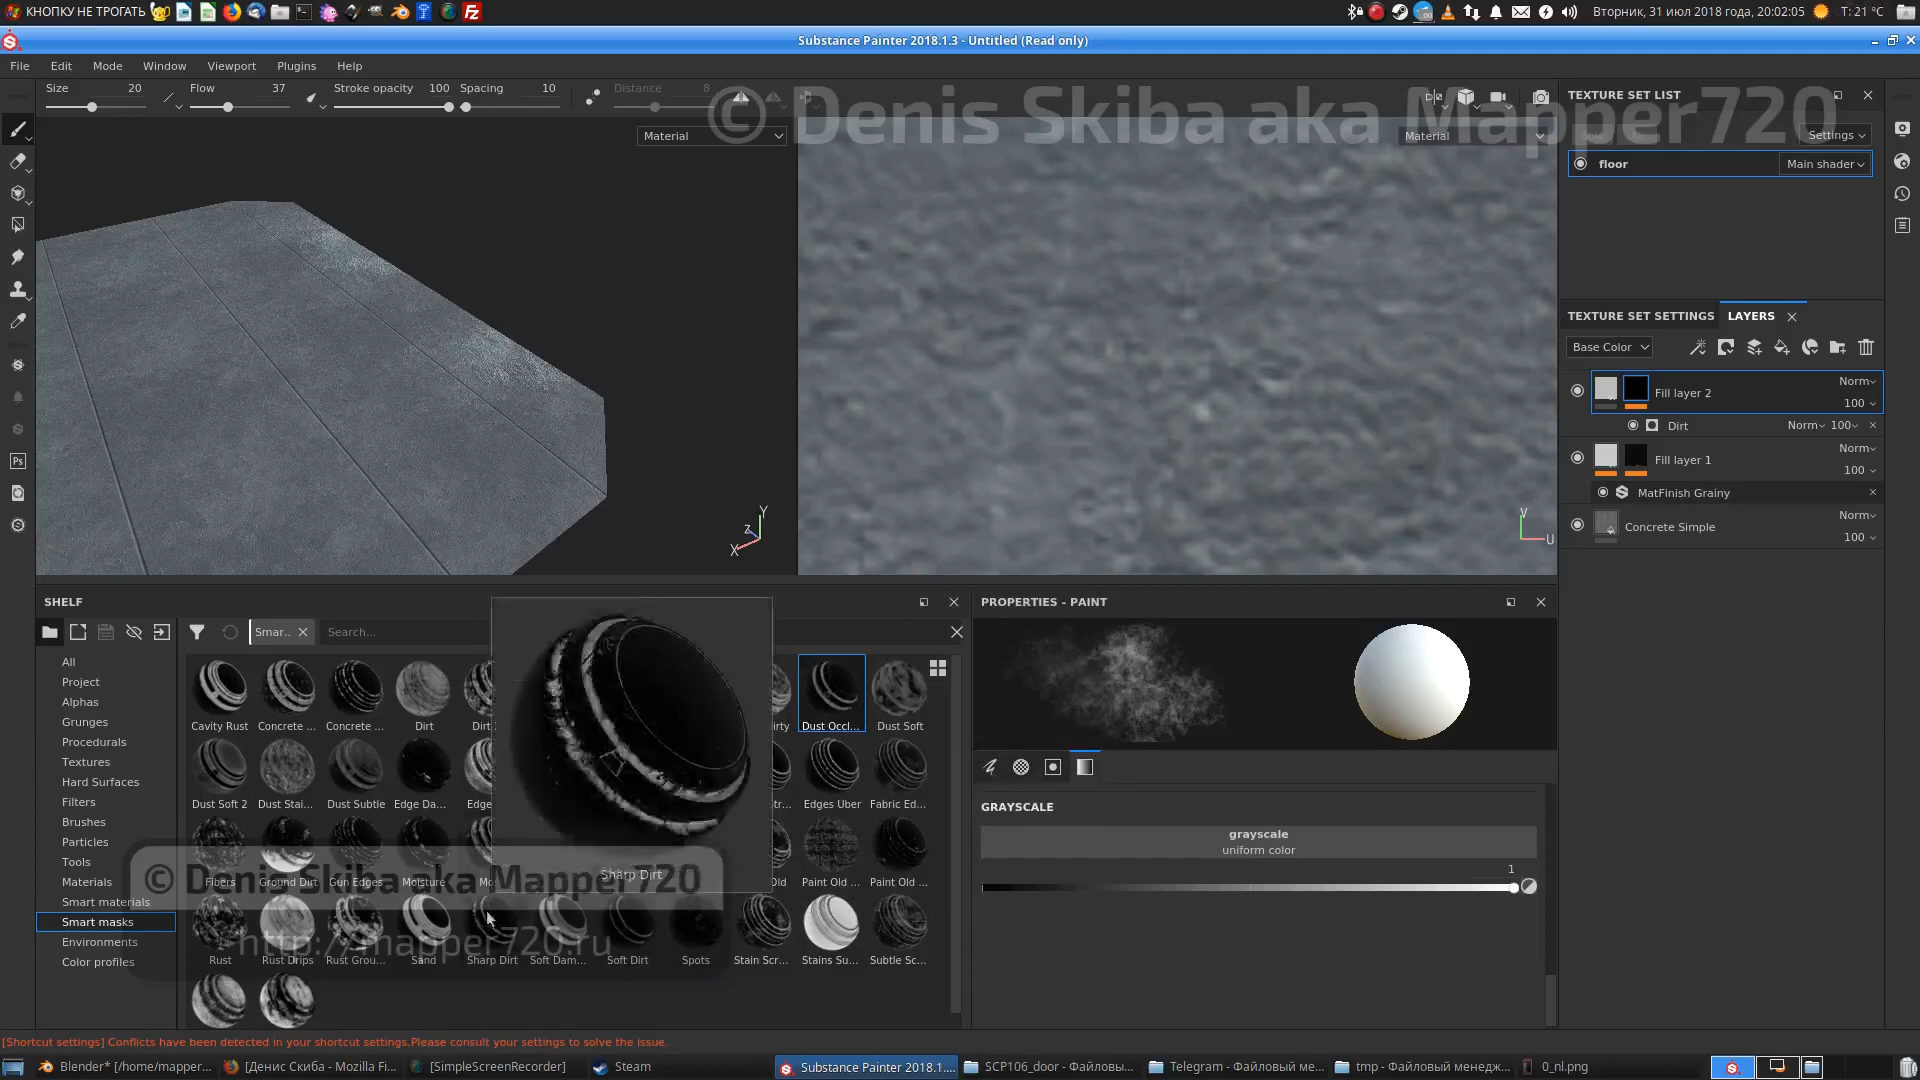 КНОПКУ НЕ ТРОГАТЬ
Вторник, 31 июл 2018 года, 20:02:05
T: 21 °C
Substance Painter 2018.1.3 - Untitled (Read only)
File Edit Mode Window Viewport Plugins Help
Size 20 Flow 37 Stroke opacity 100 Spacing 10 Distance 8
© Denis Skiba aka Mapper720
Material
Material
TEXTURE SET LIST
Settings
floor
Main shader
TEXTURE SET SETTINGS LAYERS
Base Color
Fill layer 2 Norm 100
Dirt Norm 100
Fill layer 1 Norm 100
MatFinish Grainy
Concrete Simple Norm 100
Y
Z
X
V
U
SHELF
Smar..
Search...
All
Project
Alphas
Grunges
Procedurals
Textures
Hard Surfaces
Filters
Brushes
Particles
Tools
Materials
Smart materials
Smart masks
Environments
Color profiles
Cavity Rust Concrete ... Concrete ... Dirt Dirt Dust Occl... Dust Soft
Dust Soft 2 Dust Stai... Dust Subtle Edge Da... Edge Edges Uber Fabric Ed...
Fibers Ground Dirt Gun Edges Moisture Paint Old ... Paint Old ...
Rust Rust Drips Rust Grou... Sand Sharp Dirt Soft Dam... Soft Dirt Spots Stain Scr... Stains Su... Subtle Sc...
Sharp Dirt
© Denis Skiba aka Mapper720
http://mapper720.ru
PROPERTIES - PAINT
GRAYSCALE
grayscale
uniform color
1
[Shortcut settings] Conflicts have been detected in your shortcut settings.Please consult your settings to solve the issue.
Blender* [/home/mapper... [Денис Скиба - Mozilla Fi... [SimpleScreenRecorder] Steam Substance Painter 2018.1.... SCP106_door - Файловы... Telegram - Файловый ме... tmp - Файловый менедж... 0_nl.png